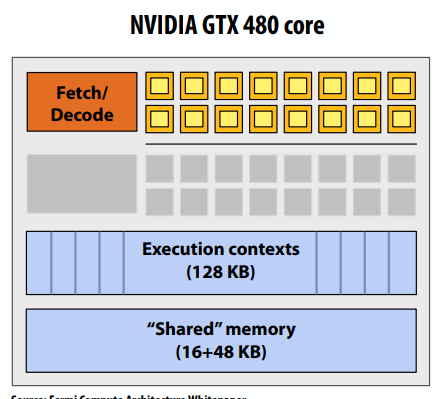 NVIDIA GTX 480 core
Fetch/
Decode
Execution contexts
(128 KB)
“Shared” memory
(16+48 KB)
Source: Fermi Compute Architecture Whitepaper